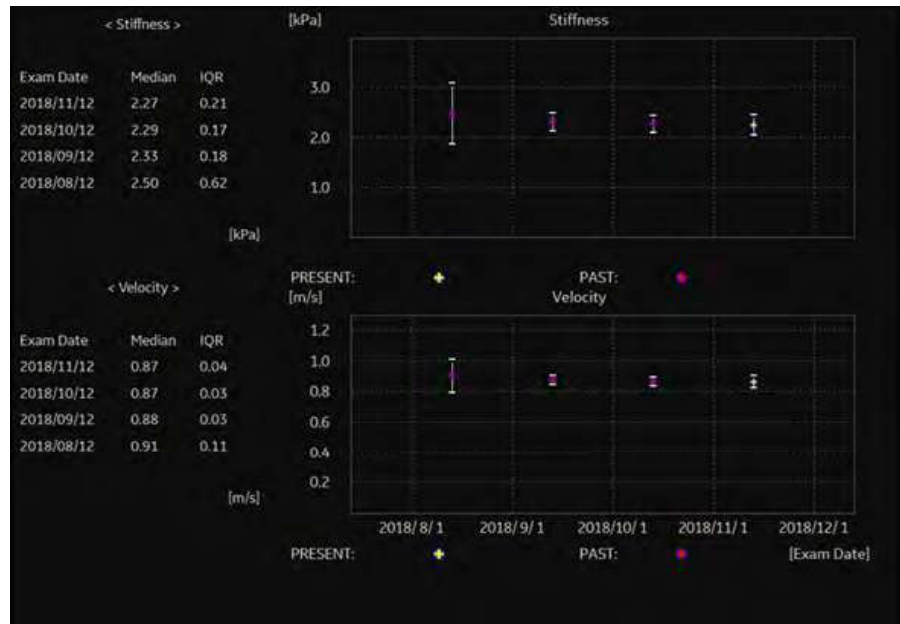 < Stiffness >
Exam Date Median IQR
2018/11/12 2.27 0.21
2018/10/12 2.29 0.17
2018/09/12 2.33 0.18
2018/08/12 2.50 0.62
[kPa]
[kPa] Stiffness
3.0
2.0
1.0
PRESENT: PAST:
< Velocity >
Exam Date Median IQR
2018/11/12 0.87 0.04
2018/10/12 0.87 0.03
2018/09/12 0.88 0.03
2018/08/12 0.91 0.11
[m/s]
[m/s] Velocity
1.2
1.0
0.8
0.6
0.4
0.2
2018/ 8/ 1 2018/ 9/ 1 2018/10/ 1 2018/11/ 1 2018/12/ 1
PRESENT: PAST: [Exam Date]